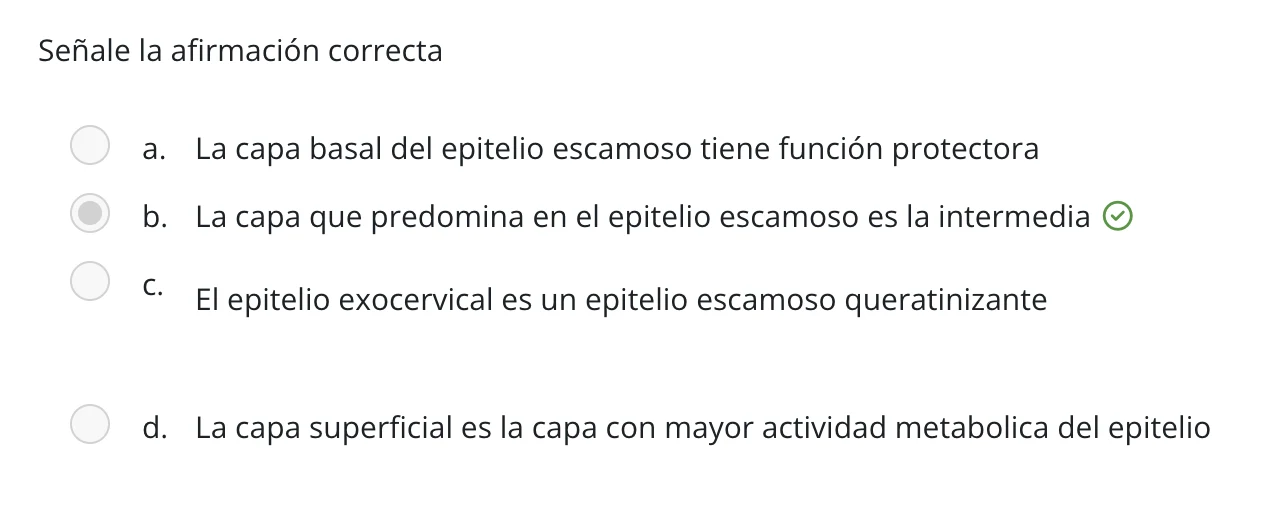 Señale la afirmación correcta
a. La capa basal del epitelio escamoso tiene función protectora
b. La capa que predomina en el epitelio escamoso es la intermedia
c. El epitelio exocervical es un epitelio escamoso queratinizante
d. La capa superficial es la capa con mayor actividad metabolica del epitelio